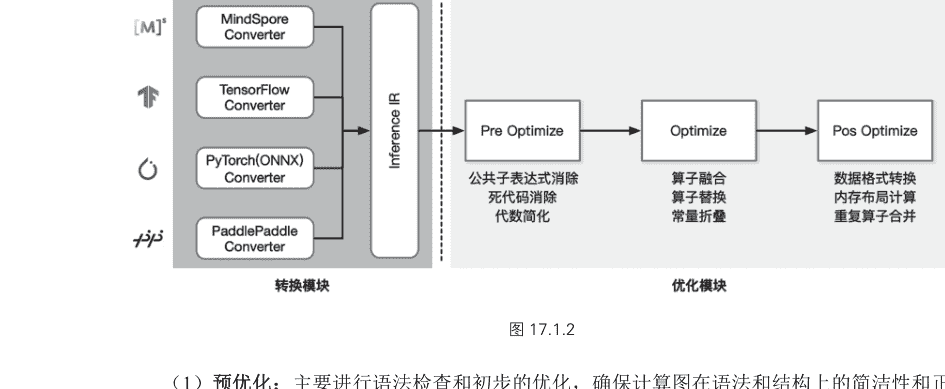 [M]s
MindSpore
Converter
TensorFlow
Converter
PyTorch(ONNX)
Converter
PaddlePaddle
Converter
Inference IR
Pre Optimize
公共子表达式消除
死代码消除
代数简化
Optimize
算子融合
算子替换
常量折叠
Pos Optimize
数据格式转换
内存布局计算
重复算子合并
转换模块
优化模块
图 17.1.2
（1）预优化：主要进行语法检查和初步的优化，确保计算图在语法和结构上的简洁性和正